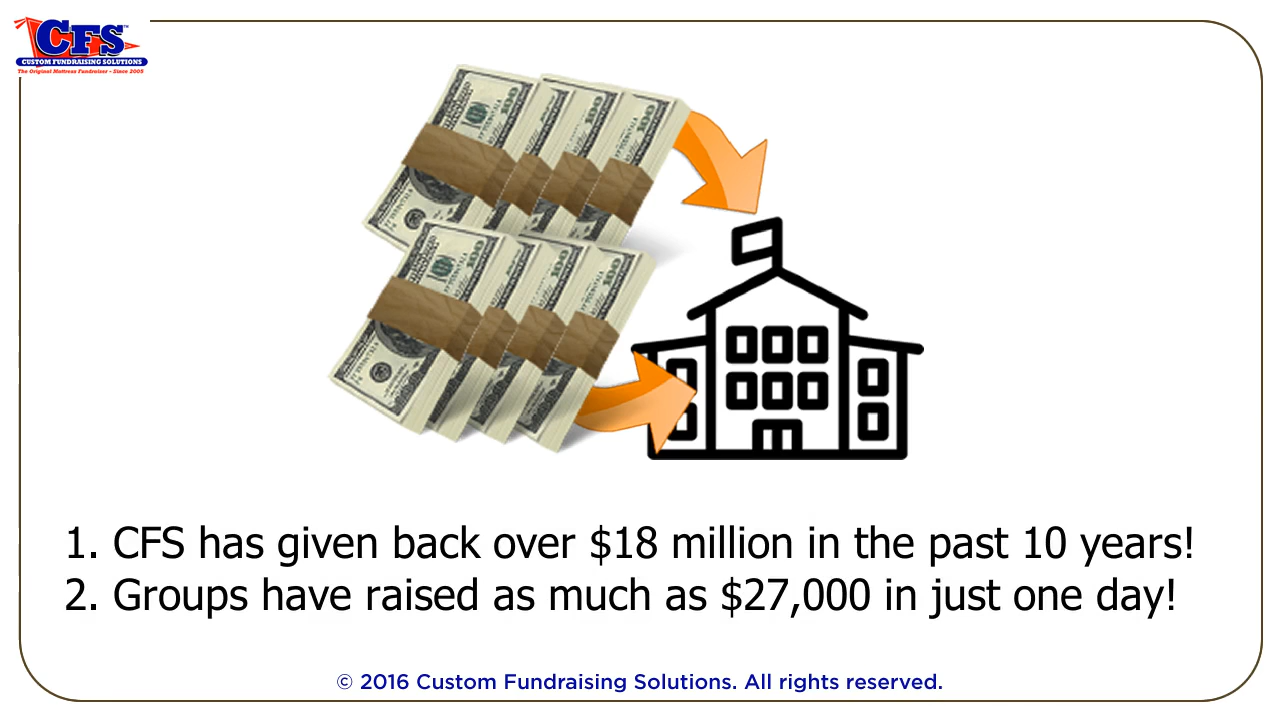 CFS™
CUSTOM FUNDRAISING SOLUTIONS
The Original Mattress Fundraiser - Since 2005
1. CFS has given back over $18 million in the past 10 years!
2. Groups have raised as much as $27,000 in just one day!
© 2016 Custom Fundraising Solutions. All rights reserved.